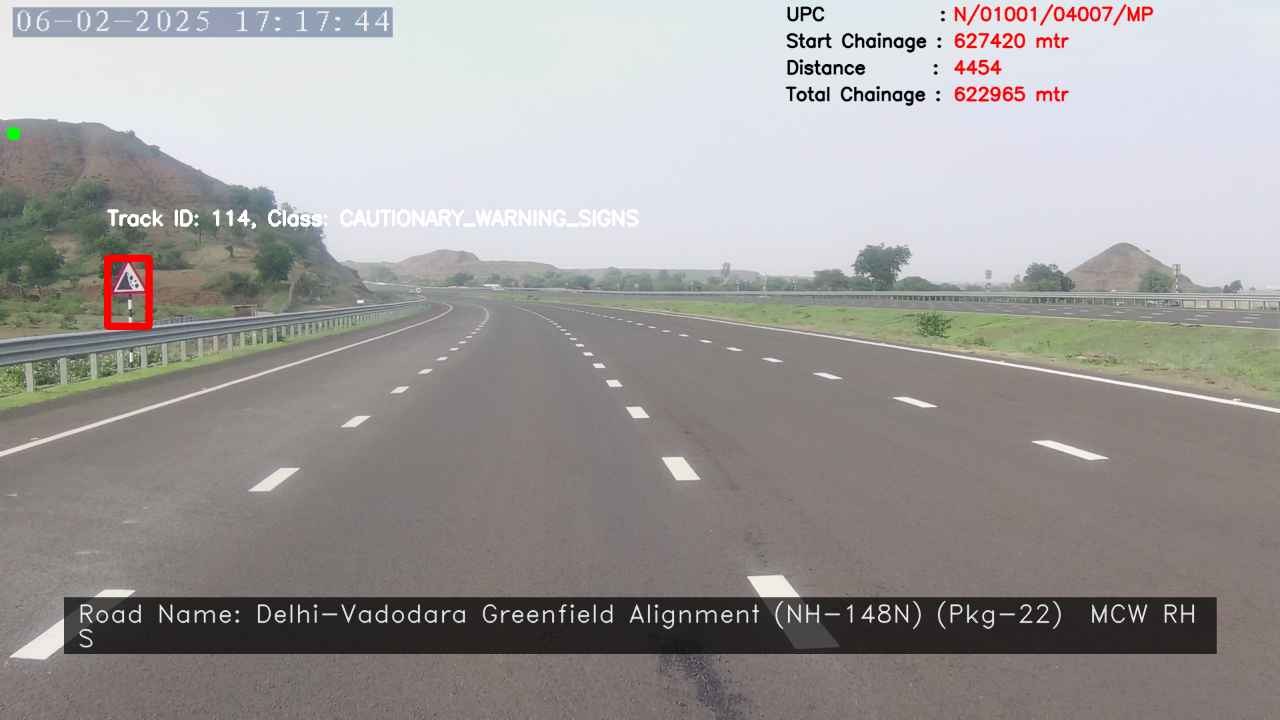 06-02-2025 17:17:44
UPC : N/01001/04007/MP
Start Chainage : 627420 mtr
Distance : 4454
Total Chainage : 622965 mtr
Track ID: 114, Class: CAUTIONARY_WARNING_SIGNS
Road Name: Delhi-Vadodara Greenfield Alignment (NH-148N) (Pkg-22) MCW RH
S